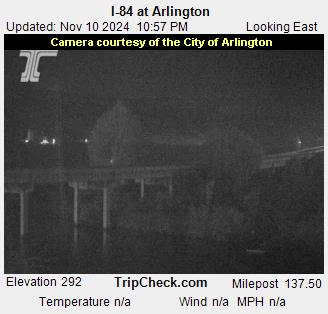 I-84 at Arlington
Updated: Nov 10 2024 10:57 PM Looking East
Camera courtesy of the City of Arlington
Elevation 292 TripCheck.com Milepost 137.50
Temperature n/a Wind n/a MPH n/a